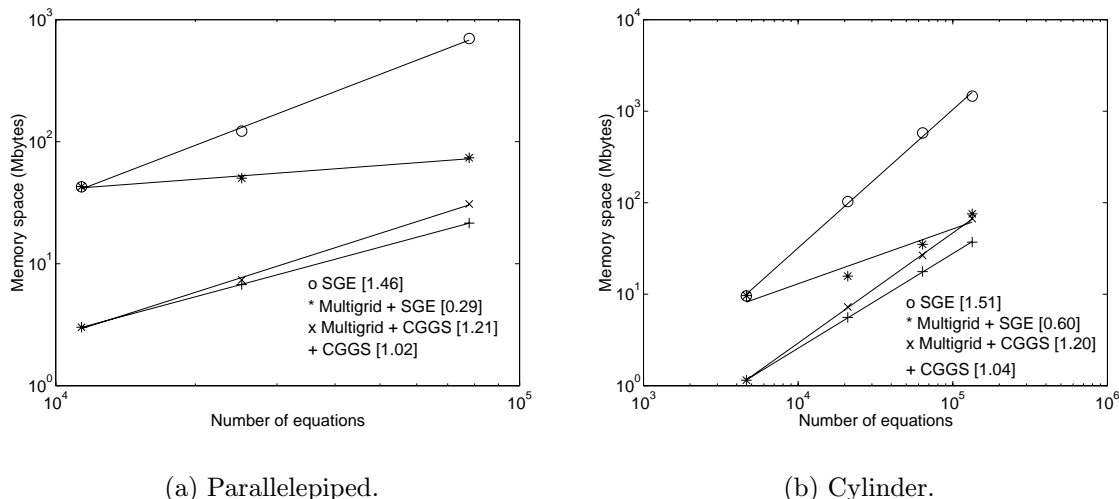 10^3
10^2
10^1
10^0
Memory space (Mbytes)
o SGE [1.46]
* Multigrid + SGE [0.29]
x Multigrid + CGGS [1.21]
+ CGGS [1.02]
10^4
10^5
Number of equations
(a) Parallelepiped.
10^4
10^3
10^2
10^1
10^0
Memory space (Mbytes)
o SGE [1.51]
* Multigrid + SGE [0.60]
x Multigrid + CGGS [1.20]
+ CGGS [1.04]
10^3
10^4
10^5
10^6
Number of equations
(b) Cylinder.